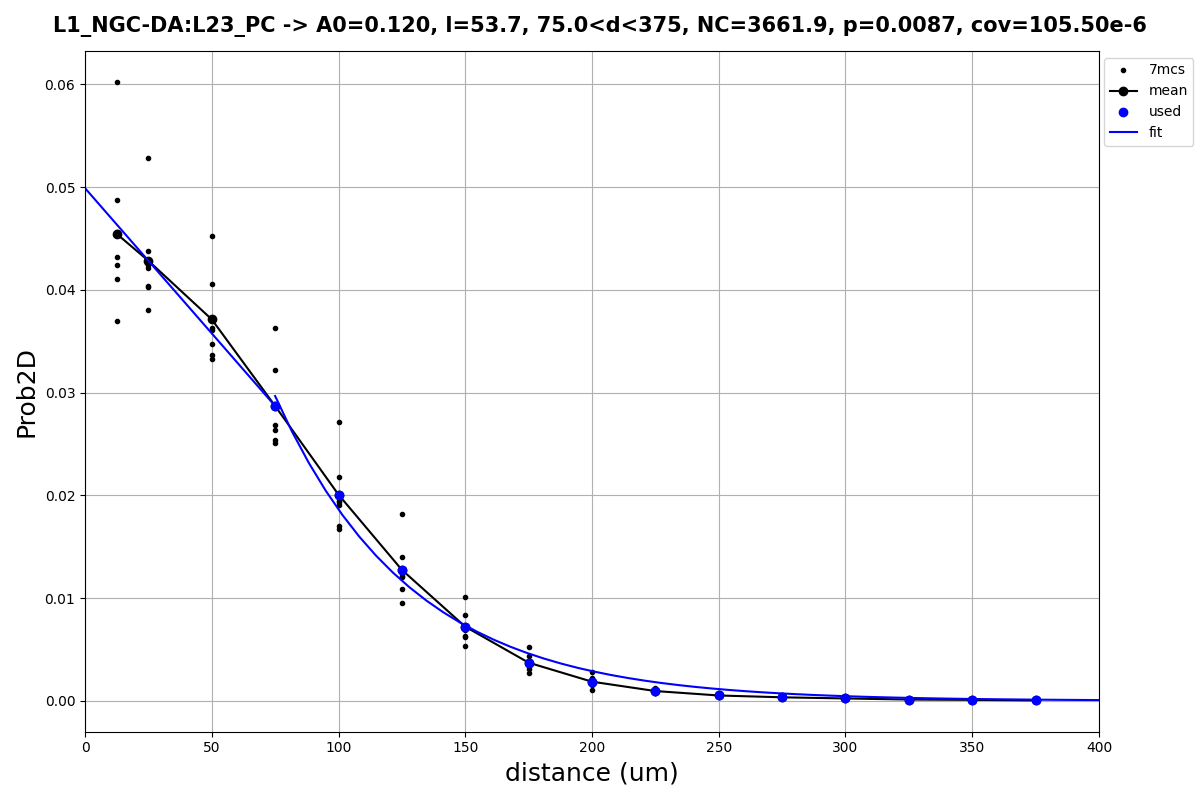 L1_NGC-DA:L23_PC -> A0=0.120, l=53.7, 75.0<d<375, NC=3661.9, p=0.0087, cov=105.50e-6
7mcs
mean
used
fit
Prob2D
0.06
0.05
0.04
0.03
0.02
0.01
0.00
0 50 100 150 200 250 300 350 400
distance (um)